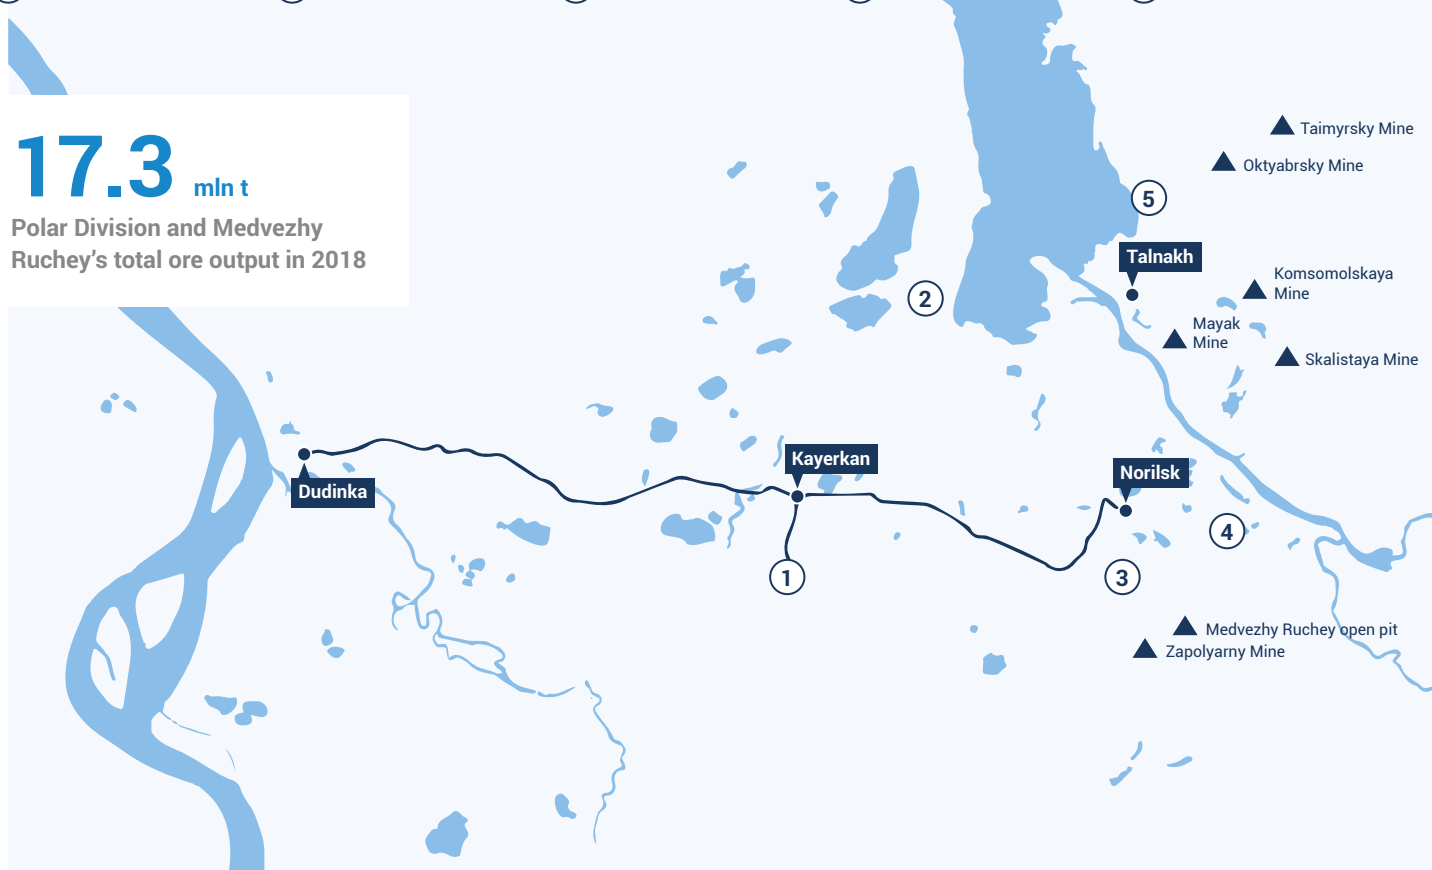 17.3 mln t
Polar Division and Medvezhy
Ruchey's total ore output in 2018
Taimyrsky Mine
Oktyabrsky Mine
5
Talnakh
Komsomolskaya
Mine
2
Mayak
Mine
Skalistaya Mine
Kayerkan
Norilsk
Dudinka
4
1
3
Medvezhy Ruchey open pit
Zapolyarny Mine